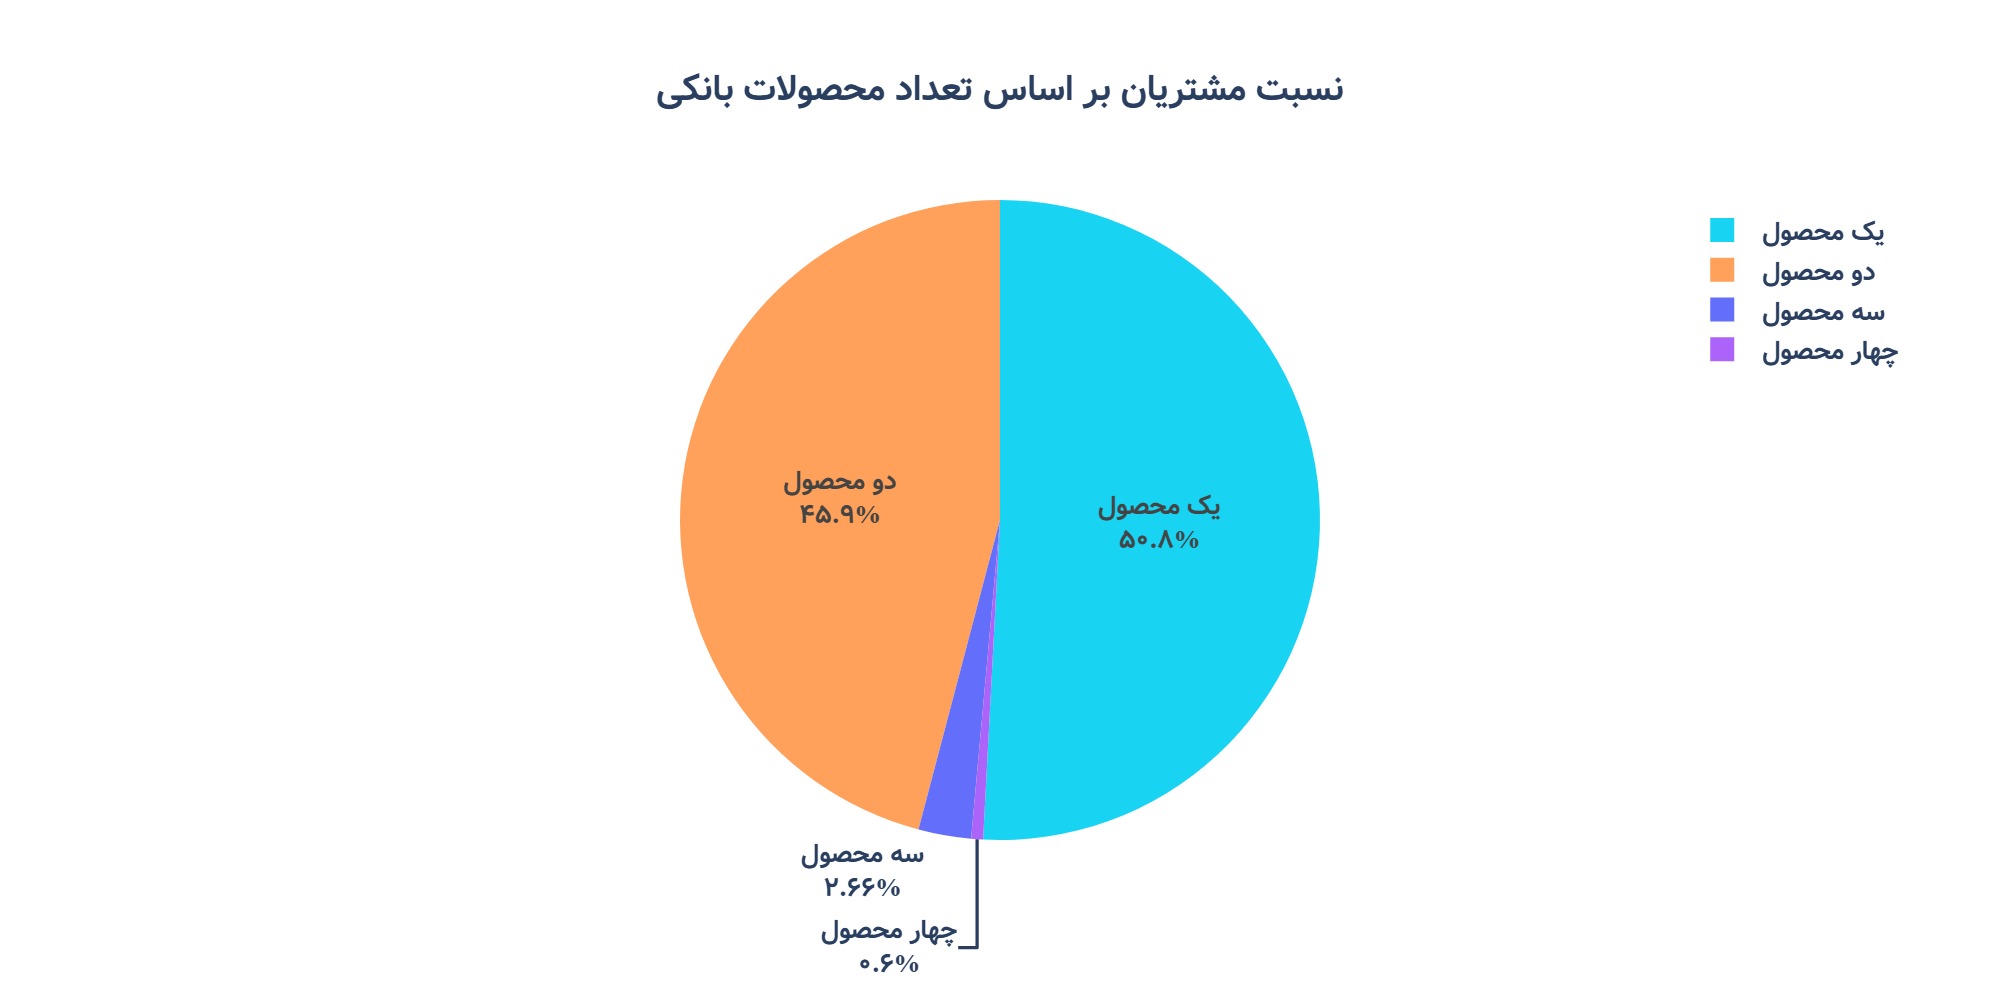 نسبت مشتریان بر اساس تعداد محصولات بانکی
یک محصول
دو محصول
سه محصول
چهار محصول
یک محصول
۵۰.۸%
دو محصول
۴۵.۹%
سه محصول
۲.۶۶%
چهار محصول
۰.۶%